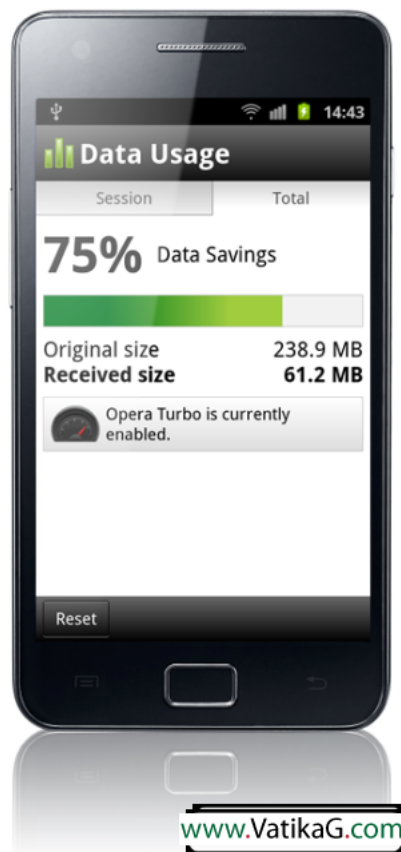 14:43
Data Usage
Session Total
75% Data Savings
Original size 238.9 MB
Received size 61.2 MB
Opera Turbo is currently
enabled.
Reset
www.VatikaG.com